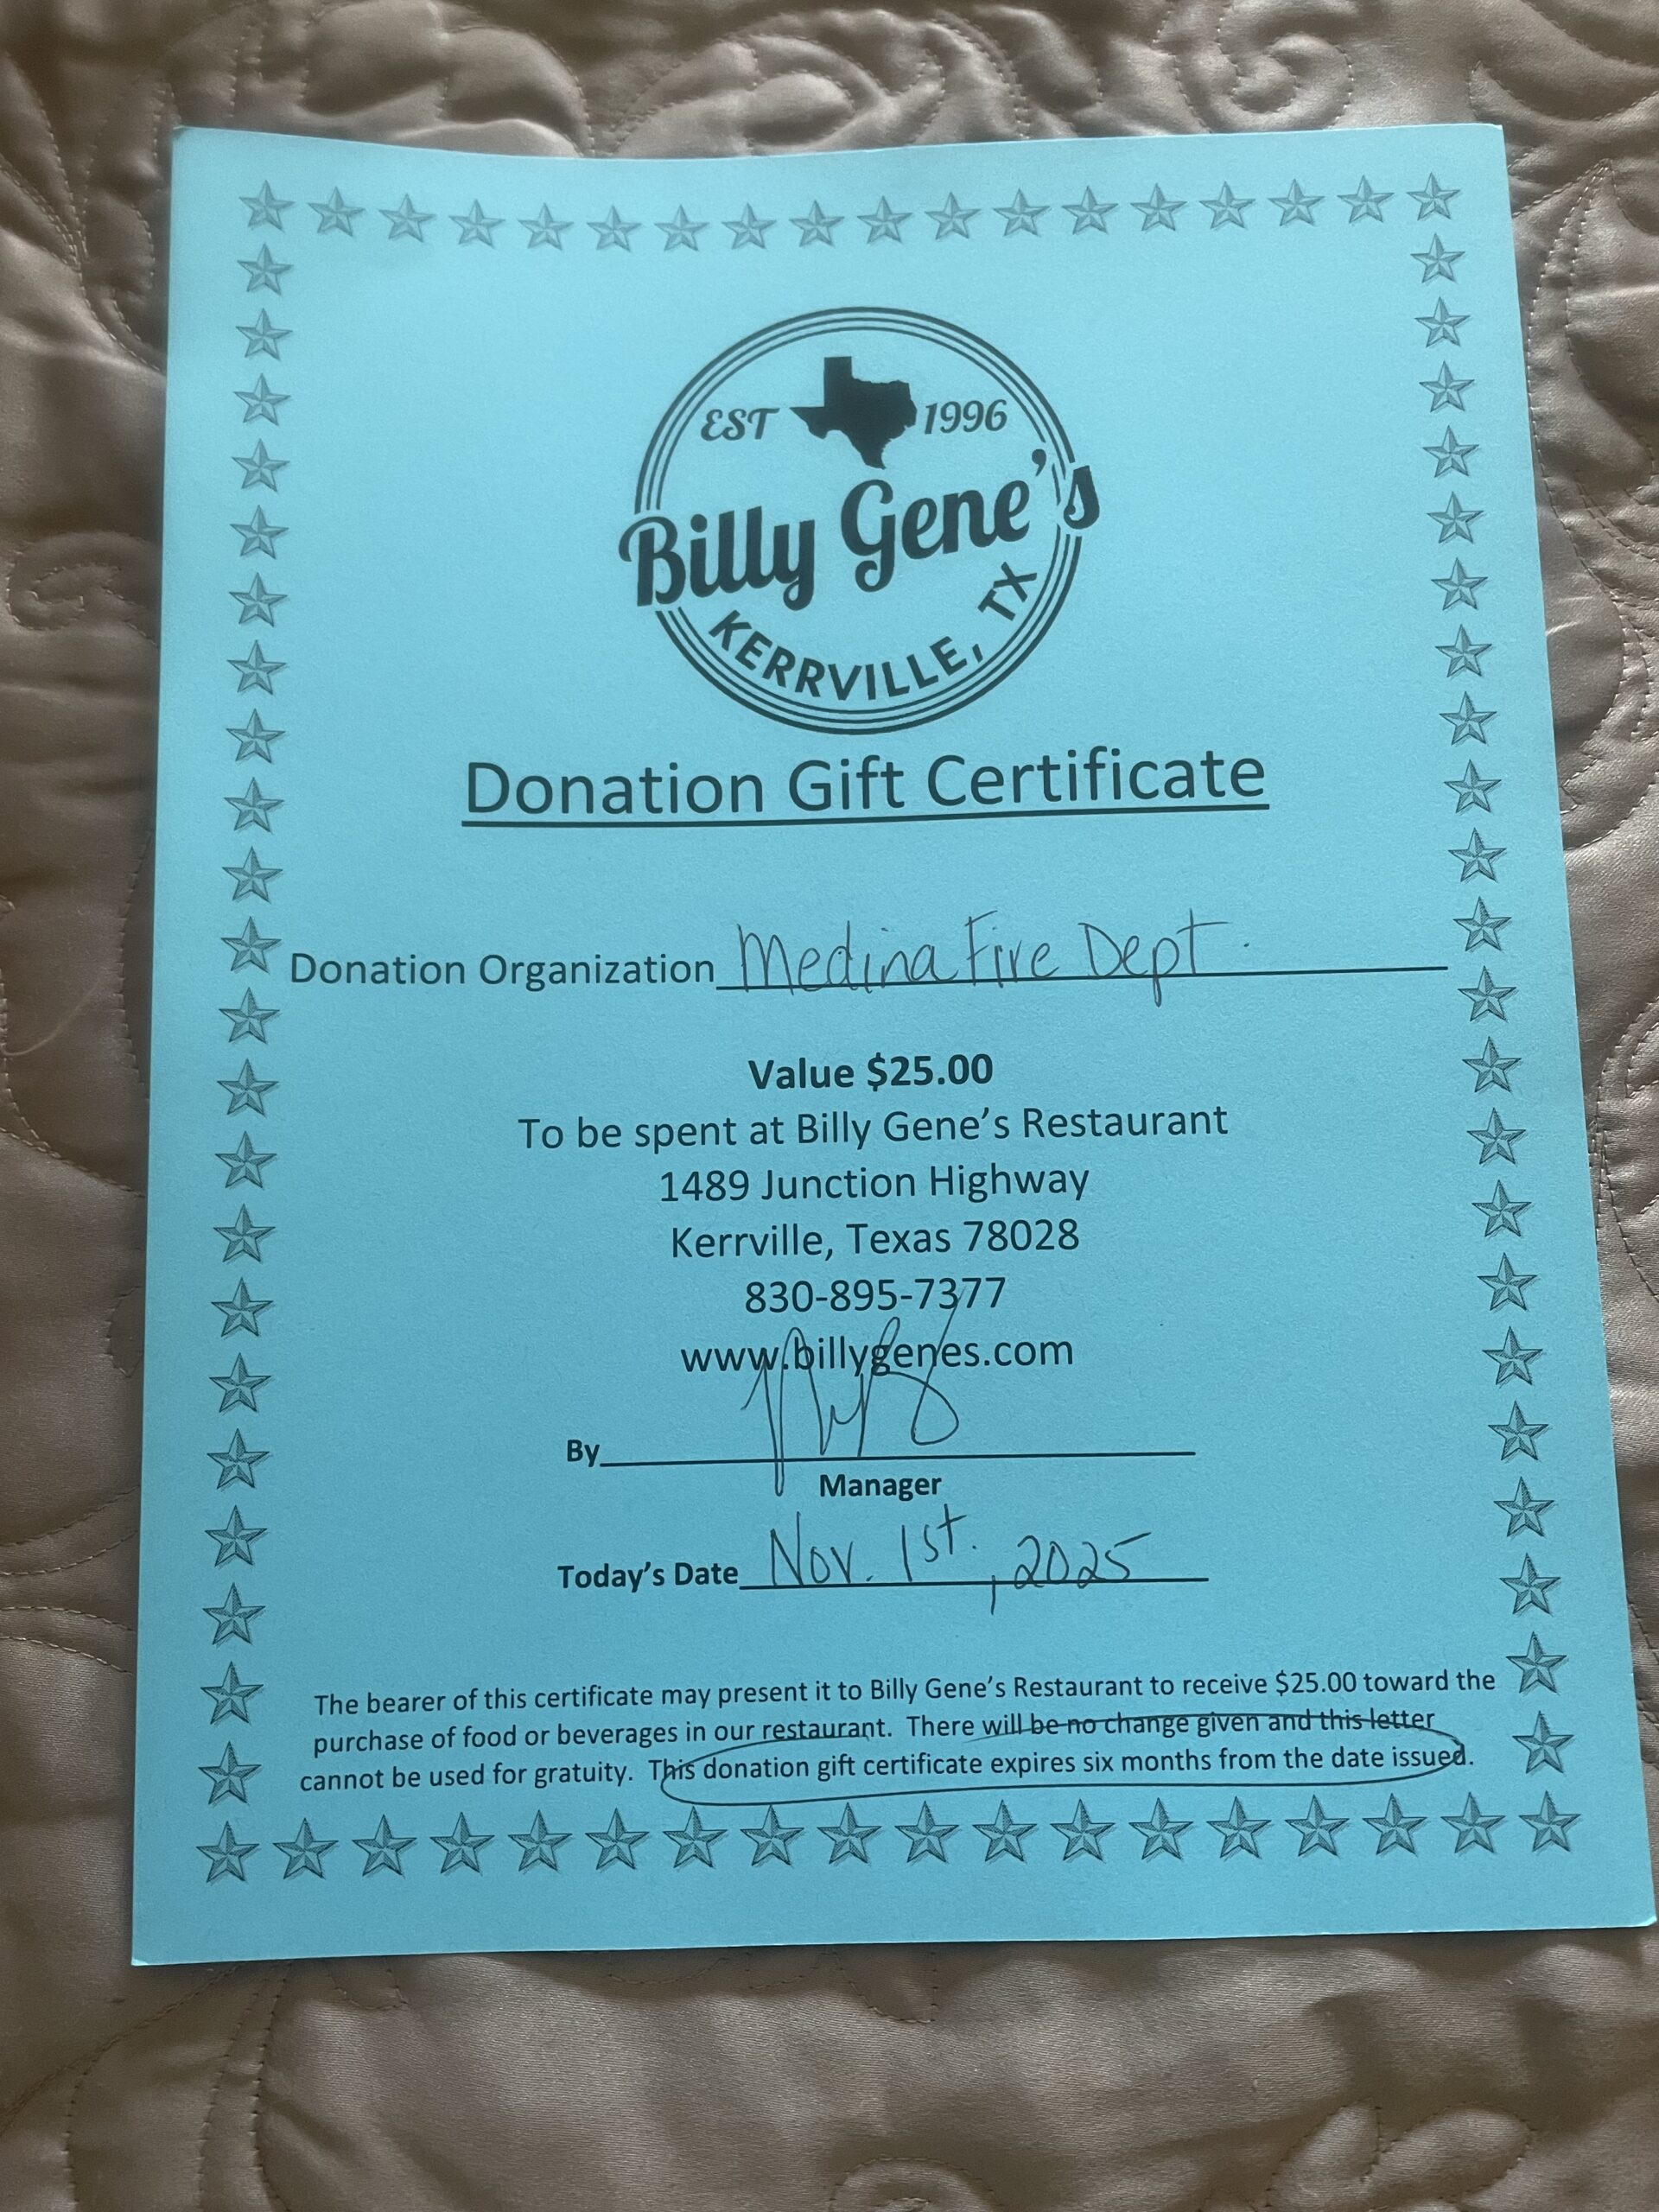 EST 1996
Billy Gene's
KERRVILLE, TX
Donation Gift Certificate
Donation Organization Medina Fire Dept.
Value $25.00
To be spent at Billy Gene's Restaurant
1489 Junction Highway
Kerrville, Texas 78028
830-895-7377
www.billygenes.com
By
Manager
Today's Date Nov. 1st, 2025
The bearer of this certificate may present it to Billy Gene's Restaurant to receive $25.00 toward the
purchase of food or beverages in our restaurant. There will be no change given and this letter
cannot be used for gratuity. This donation gift certificate expires six months from the date issued.